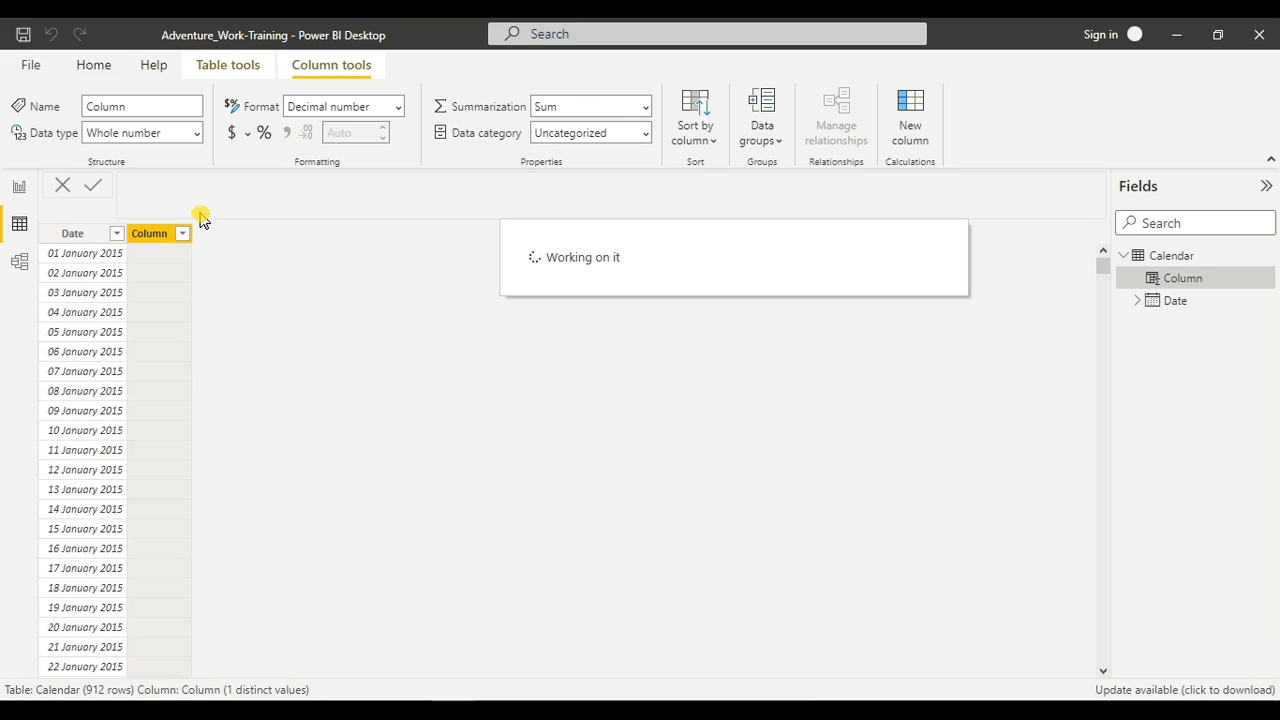 Adventure_Work-Training - Power BI Desktop
Search
Sign in
File
Home
Help
Table tools
Column tools
Name
Column
Format
Decimal number
Summarization
Sum
Data type
Whole number
$
%
Auto
Data category
Uncategorized
Sort by
column
Data
groups
Manage
relationships
New
column
Structure
Formatting
Properties
Sort
Groups
Relationships
Calculations
Date
Column
01 January 2015
02 January 2015
03 January 2015
04 January 2015
05 January 2015
06 January 2015
07 January 2015
08 January 2015
09 January 2015
10 January 2015
11 January 2015
12 January 2015
13 January 2015
14 January 2015
15 January 2015
16 January 2015
17 January 2015
18 January 2015
19 January 2015
20 January 2015
21 January 2015
22 January 2015
Working on it
Fields
Search
Calendar
Column
Date
Table: Calendar (912 rows) Column: Column (1 distinct values)
Update available (click to download)